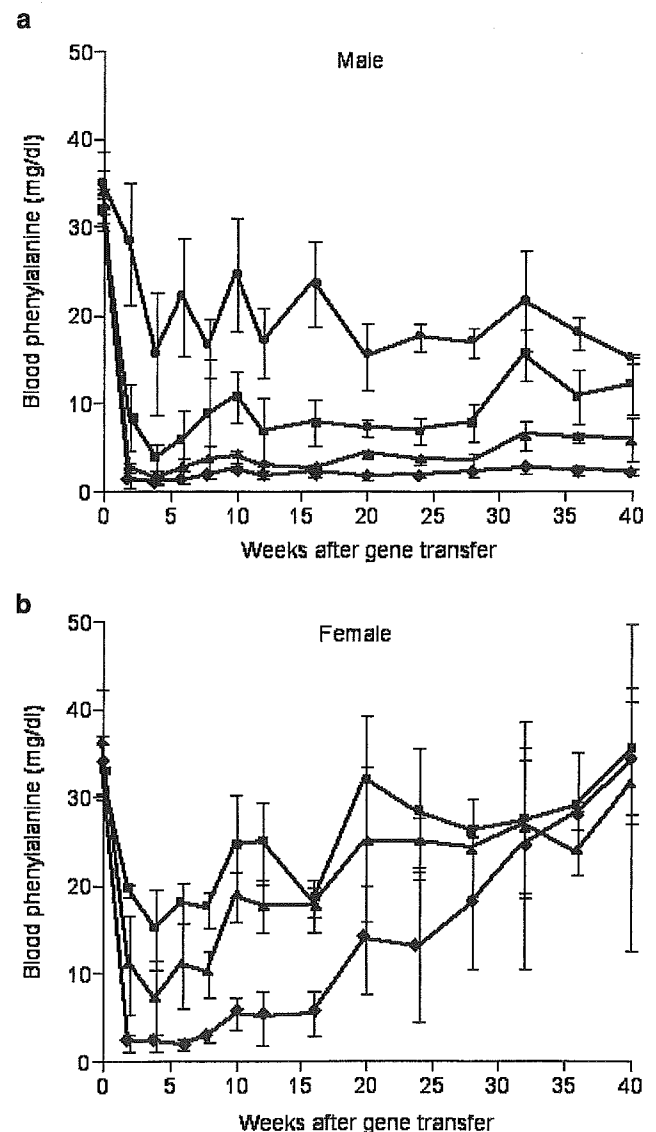 a
Male
50
40
30
20
10
0
Blood phenylalanine (mg/dl)
0 5 10 15 20 25 30 35 40
Weeks after gene transfer
b
Female
50
40
30
20
10
0
Blood phenylalanine (mg/dl)
0 5 10 15 20 25 30 35 40
Weeks after gene transfer